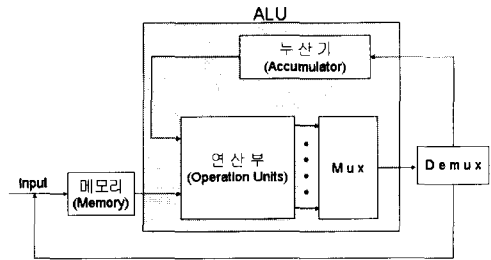 ALU
누산기
(Accumulator)
연산부
(Operation Units)
Mux
Demux
Input
메모리
(Memory)